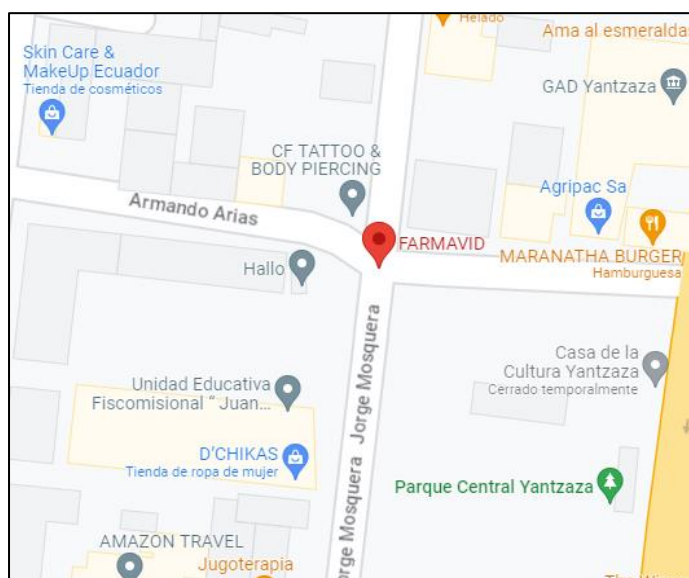 Helado
Ama al esmeraldas
Skin Care &
MakeUp Ecuador
Tienda de cosméticos
GAD Yantzaza
CF TATTOO &
BODY PIERCING
Agripac Sa
Armando Arias
FARMAVID
MARANATHA BURGER
Hamburguesa
Hallo
Jorge Mosquera
Casa de la
Cultura Yantzaza
Cerrado temporalmente
Unidad Educativa
Fiscomisional “ Juan...
D'CHIKAS
Tienda de ropa de mujer
Jorge Mosquera
Parque Central Yantzaza
AMAZON TRAVEL
Jugoterapia